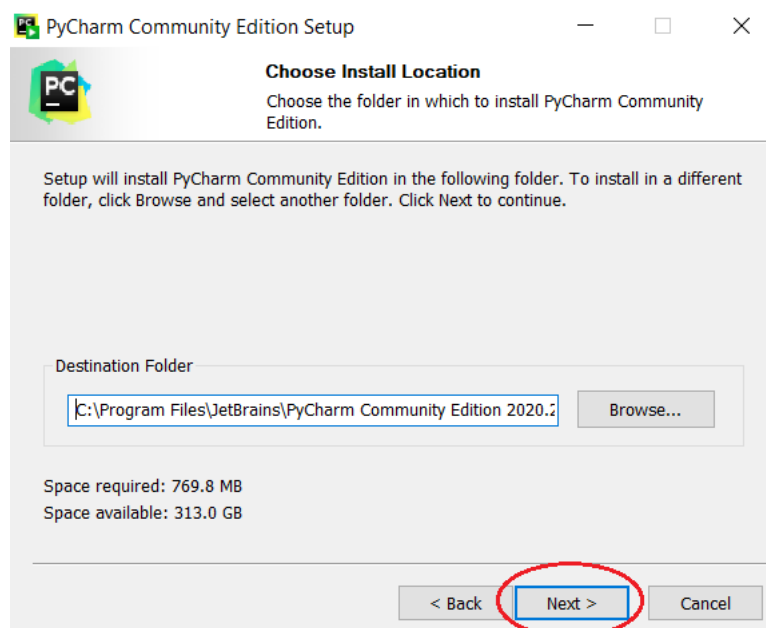 PyCharm Community Edition Setup
PC
Choose Install Location
Choose the folder in which to install PyCharm Community
Edition.
Setup will install PyCharm Community Edition in the following folder. To install in a different
folder, click Browse and select another folder. Click Next to continue.
Destination Folder
C:\Program Files\JetBrains\PyCharm Community Edition 2020.2
Browse...
Space required: 769.8 MB
Space available: 313.0 GB
< Back Next > Cancel